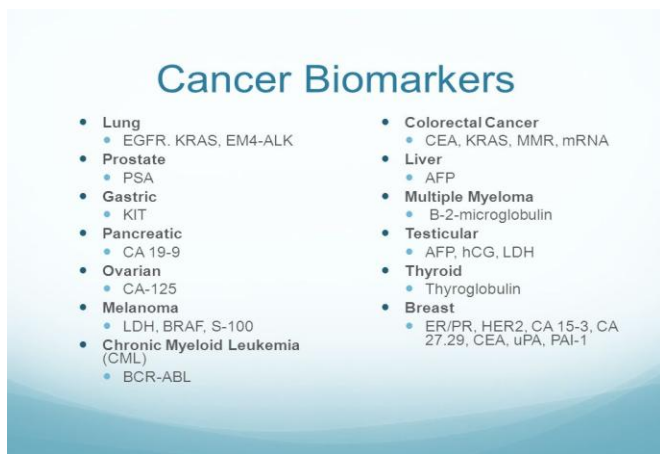 Cancer Biomarkers
Lung
EGFR. KRAS, EM4-ALK
Prostate
PSA
Gastric
KIT
Pancreatic
CA 19-9
Ovarian
CA-125
Melanoma
LDH, BRAF, S-100
Chronic Myeloid Leukemia
(CML)
BCR-ABL
Colorectal Cancer
CEA, KRAS, MMR, mRNA
Liver
AFP
Multiple Myeloma
B-2-microglobulin
Testicular
AFP, hCG, LDH
Thyroid
Thyroglobulin
Breast
ER/PR, HER2, CA 15-3, CA
27.29, CEA, uPA, PAI-1